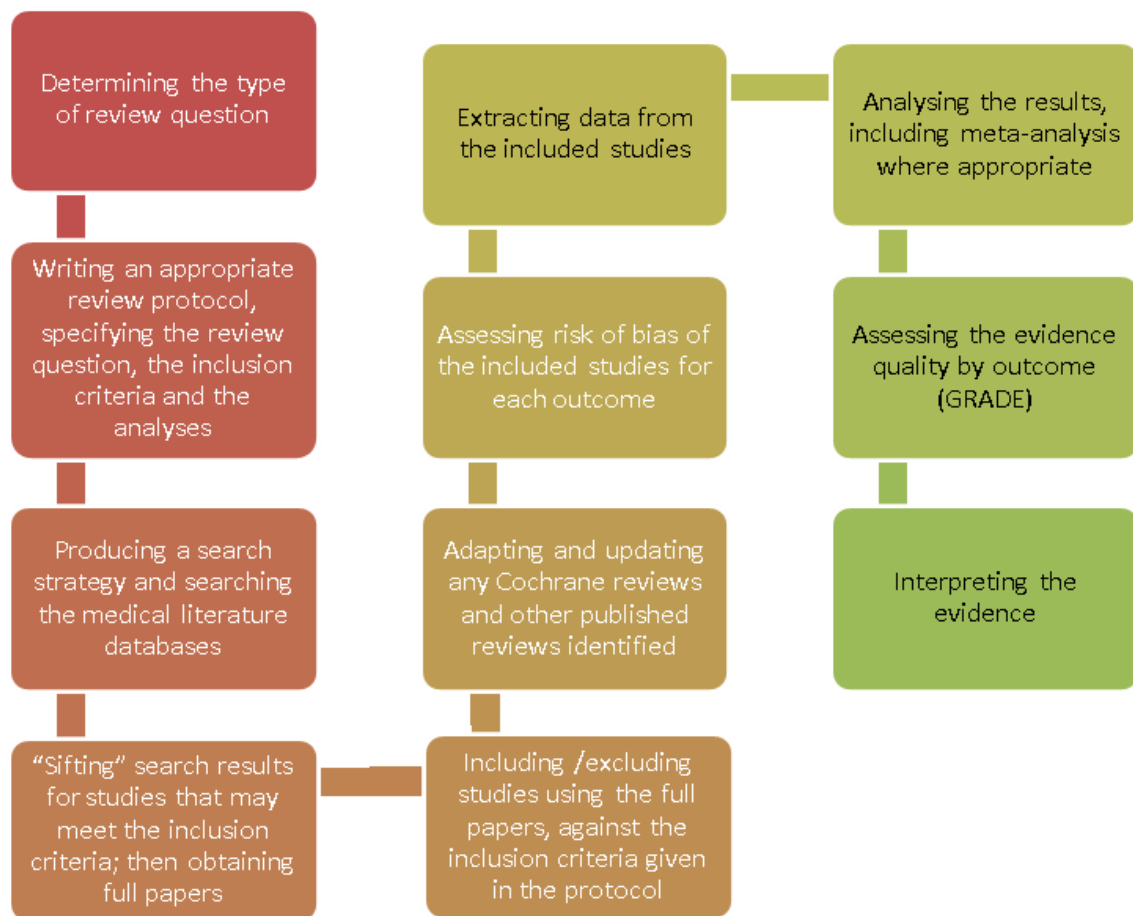 Determining the type
of review question
Writing an appropriate
review protocol,
specifying the review
question, the inclusion
criteria and the
analyses
Producing a search
strategy and searching
the medical literature
databases
“Sifting” search results
for studies that may
meet the inclusion
criteria; then obtaining
full papers
Including /excluding
studies using the full
papers, against the
inclusion criteria given
in the protocol
Adapting and updating
any Cochrane reviews
and other published
reviews identified
Assessing risk of bias of
the included studies for
each outcome
Extracting data from
the included studies
Analysing the results,
including meta-analysis
where appropriate
Assessing the evidence
quality by outcome
(GRADE)
Interpreting the
evidence